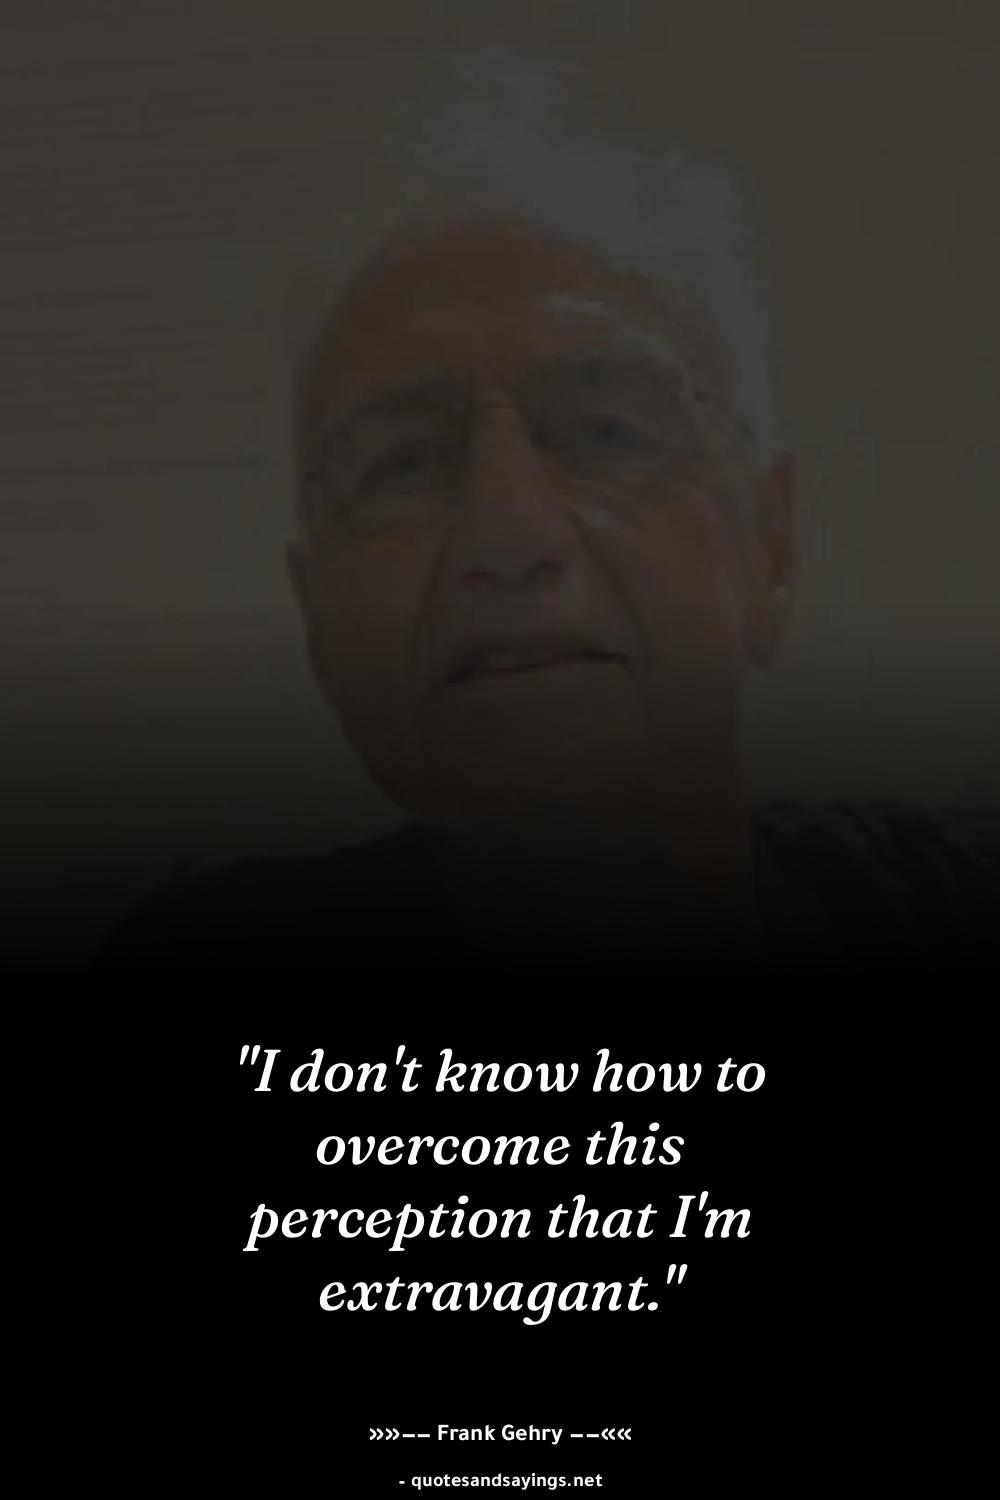 "I don't know how to
overcome this
perception that I'm
extravagant."
»»–– Frank Gehry ––««
- quotesandsayings.net